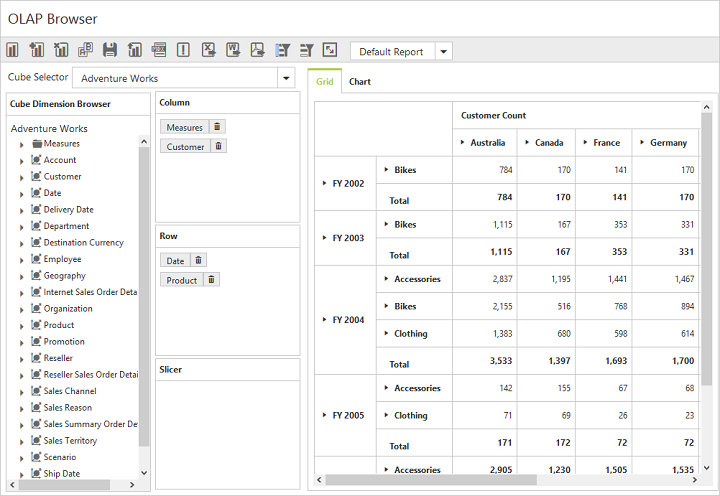 OLAP Browser
Default Report
Cube Selector Adventure Works
Cube Dimension Browser
Adventure Works
Measures
Account
Customer
Date
Delivery Date
Department
Destination Currency
Employee
Geography
Internet Sales Order Detai
Organization
Product
Promotion
Reseller
Reseller Sales Order Detail
Sales Channel
Sales Reason
Sales Summary Order De
Sales Territory
Scenario
Ship Date
Column
Measures
Customer
Row
Date
Product
Slicer
Grid Chart
Customer Count
Australia Canada France Germany
FY 2002 Bikes 784 170 141 170
Total 784 170 141 170
FY 2003 Bikes 1,115 167 353 331
Total 1,115 167 353 331
FY 2004 Accessories 2,837 1,195 1,441 1,467
Bikes 2,155 516 768 894
Clothing 1,383 680 598 614
Total 3,533 1,397 1,693 1,700
FY 2005 Accessories 142 155 67 68
Clothing 71 69 26 23
Total 171 172 72 72
Accessories 2,905 1,230 1,505 1,535